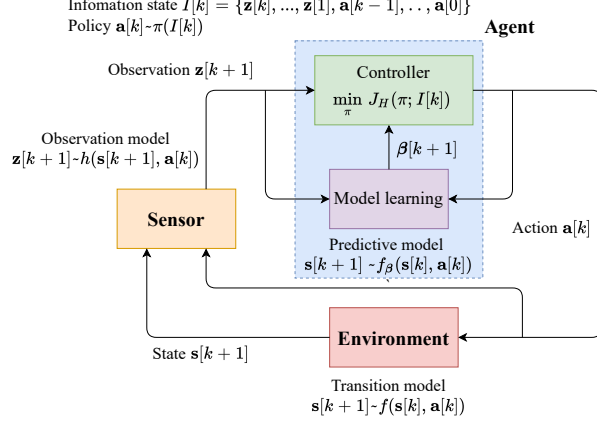 Infomation state I[k] = {z[k], ..., z[1], a[k − 1], . . , a[0]}
Policy a[k]~π(I[k])
Agent
Observation z[k + 1]
Controller
min J_H(π; I[k])
π
Observation model
z[k + 1]~h(s[k + 1], a[k])
β[k + 1]
Model learning
Sensor
Action a[k]
Predictive model
s[k + 1] ~f_β(s[k], a[k])
Environment
State s[k + 1]
Transition model
s[k + 1]~f(s[k], a[k])